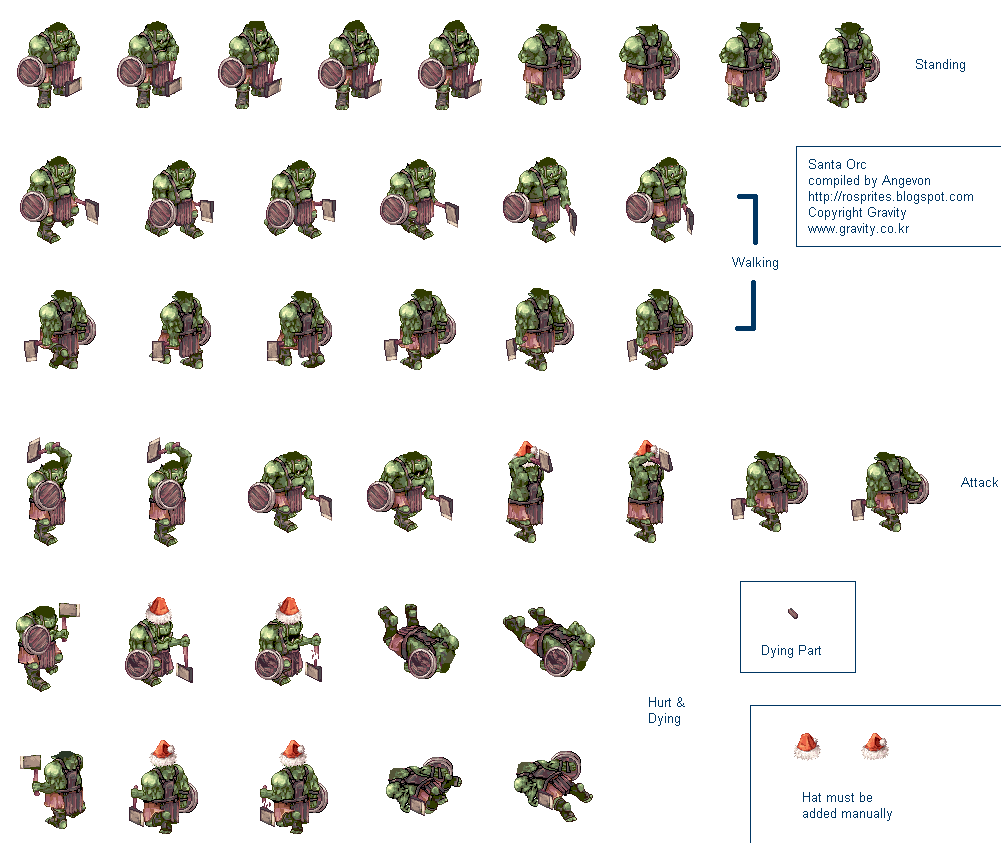 Standing
Santa Orc
compiled by Angevon
http://rosprites.blogspot.com
Copyright Gravity
www.gravity.co.kr
Walking
Attack
Dying Part
Hurt &
Dying
Hat must be
added manually